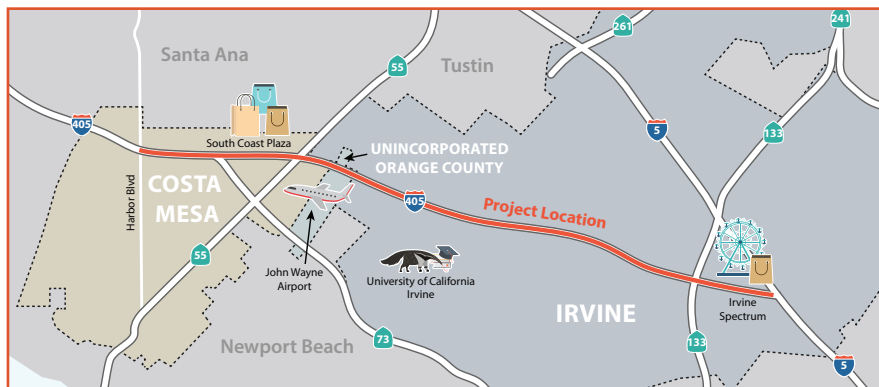 241
261
Santa Ana
55
Tustin
405
5
133
South Coast Plaza
UNINCORPORATED
ORANGE COUNTY
COSTA
MESA
Harbor Blvd
405
Project Location
55
John Wayne
Airport
University of California
Irvine
IRVINE
Irvine
Spectrum
Newport Beach
73
133
5